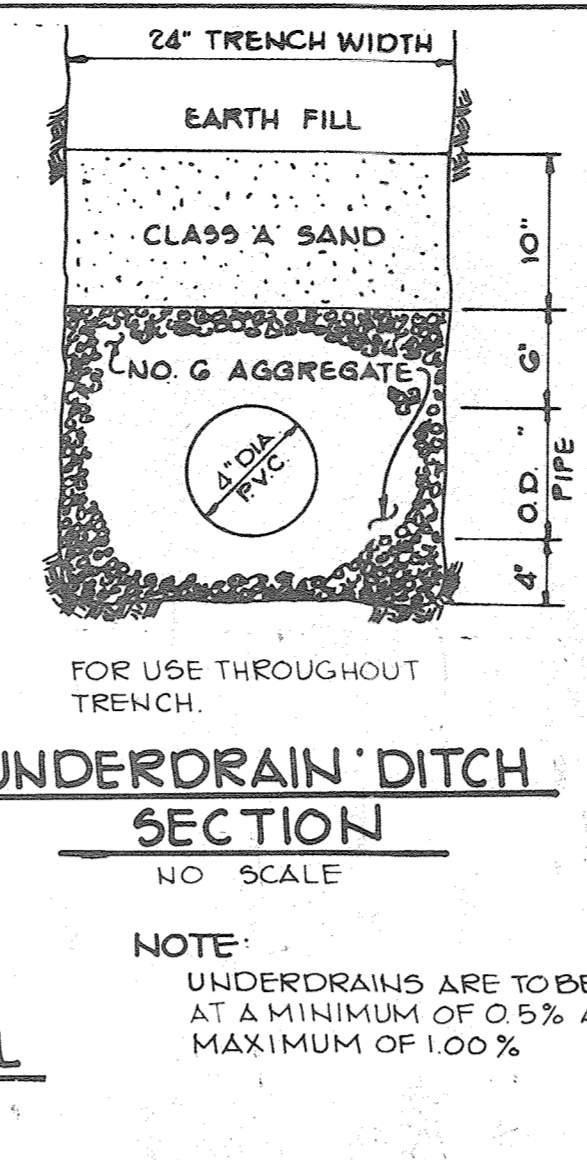 24" TRENCH WIDTH
EARTH FILL
CLASS 'A' SAND
10"
NO. 6 AGGREGATE
6"
4" DIA.
P.V.C.
O.D. "
PIPE
4"
FOR USE THROUGHOUT
TRENCH.
UNDERDRAIN DITCH
SECTION
NO SCALE
NOTE:
UNDERDRAINS ARE TO BE
AT A MINIMUM OF 0.5% A
MAXIMUM OF 1.00%
L